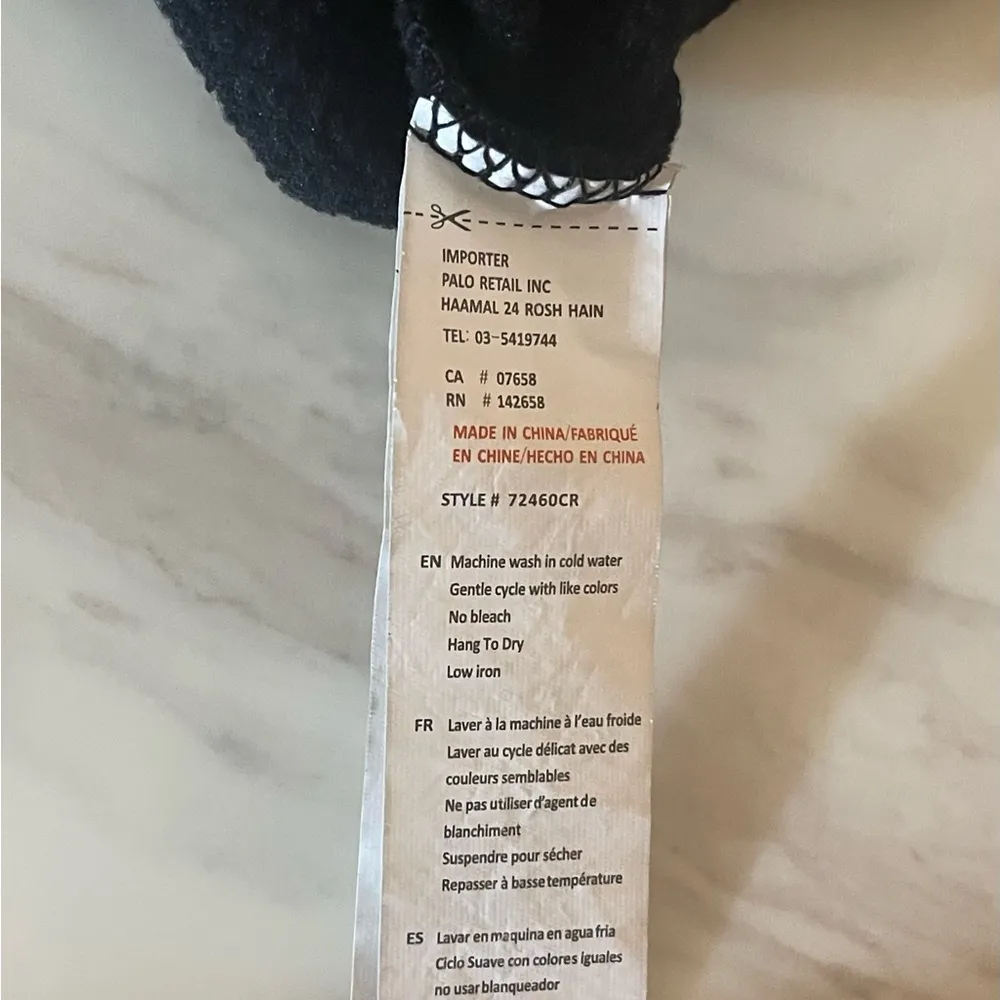 IMPORTER
PALO RETAIL INC
HAAMAL 24 ROSH HAIN
TEL: 03-5419744
CA # 07658
RN # 142658
MADE IN CHINA/FABRIQUÉ
EN CHINE/HECHO EN CHINA
STYLE # 72460CR
EN Machine wash in cold water
Gentle cycle with like colors
No bleach
Hang To Dry
Low iron
FR Laver à la machine à l'eau froide
Laver au cycle délicat avec des
couleurs semblables
Ne pas utiliser d'agent de
blanchiment
Suspendre pour sécher
Repasser à basse température
ES Lavar en maquina en agua fria
Ciclo Suave con colores iguales
no usar blanqueador